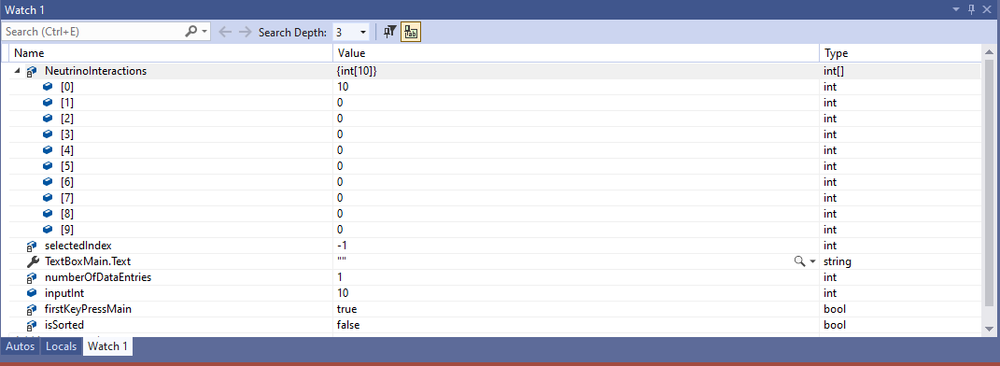 Watch 1
Search (Ctrl+E) Search Depth: 3
Name Value Type
NeutrinoInteractions {int[10]} int[]
[0] 10 int
[1] 0 int
[2] 0 int
[3] 0 int
[4] 0 int
[5] 0 int
[6] 0 int
[7] 0 int
[8] 0 int
[9] 0 int
selectedIndex -1 int
TextBoxMain.Text "" string
numberOfDataEntries 1 int
inputInt 10 int
firstKeyPressMain true bool
isSorted false bool
Autos Locals Watch 1